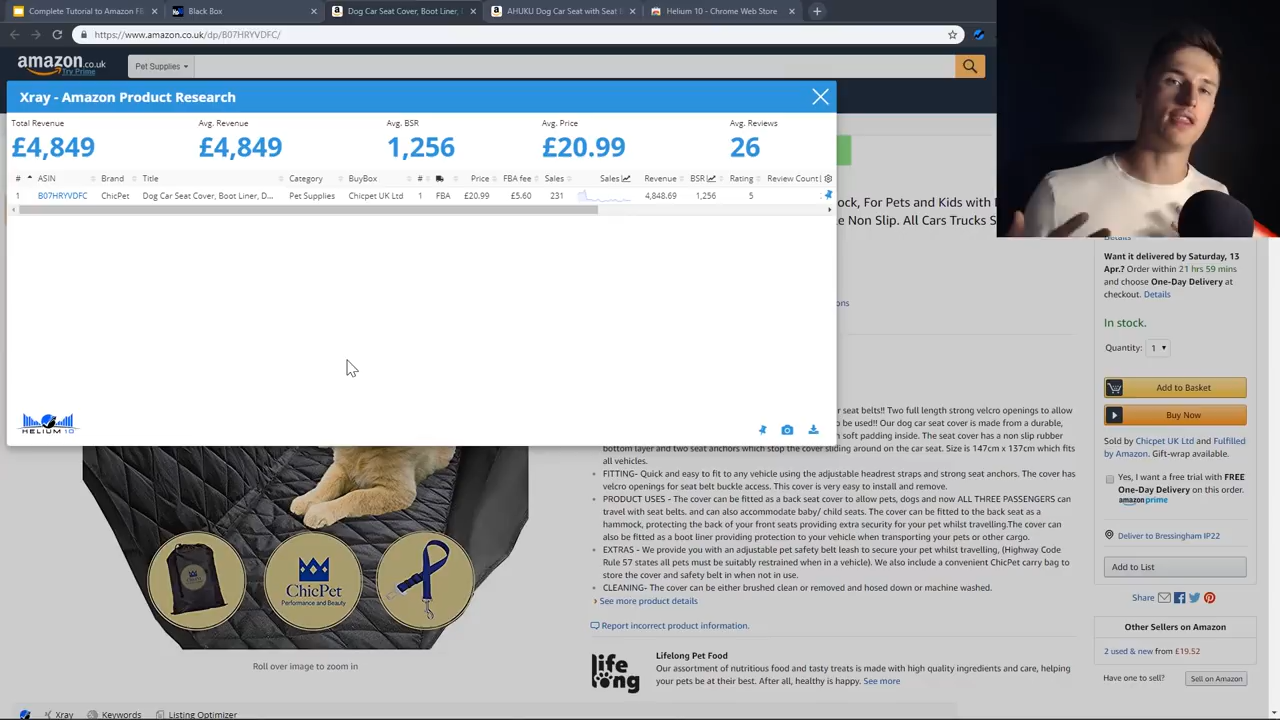 Complete Tutorial to Amazon FB
Black Box
Dog Car Seat Cover, Boot Liner,
AHUKU Dog Car Seat with Seat B
Helium 10 - Chrome Web Store
https://www.amazon.co.uk/dp/B07HRYVDFC/
amazon.co.uk
Try Prime
Pet Supplies
Xray - Amazon Product Research
Total Revenue Avg. Revenue Avg. BSR Avg. Price Avg. Reviews
£4,849 £4,849 1,256 £20.99 26
# ASIN Brand Title Category BuyBox # Price FBA fee Sales Sales Revenue BSR Rating Review Count
1 B07HRYVDFC ChicPet Dog Car Seat Cover, Boot Liner, D... Pet Supplies Chicpet UK Ltd 1 FBA £20.99 £5.60 231 4,848.69 1,256 5
HELIUM 10
ock, For Pets and Kids with
e Non Slip. All Cars Trucks S
ons
seat belts!! Two full length strong velcro openings to allow
be used!! Our dog car seat cover is made from a durable,
soft padding inside. The seat cover has a non slip rubber
bottom layer and two seat anchors which stop the cover sliding around on the car seat. Size is 147cm x 137cm which fits
all vehicles.
FITTING- Quick and easy to fit to any vehicle using the adjustable headrest straps and strong seat anchors. The cover has
velcro openings for seat belt buckle access. This cover is very easy to install and remove.
PRODUCT USES - The cover can be fitted as a back seat cover to allow pets, dogs and now ALL THREE PASSENGERS can
travel with seat belts. and can also accommodate baby/ child seats. The cover can be fitted to the back seat as a
hammock, protecting the back of your front seats providing extra security for your pet whilst travelling.The cover can
also be fitted as a boot liner providing protection to your vehicle when transporting your pets or other cargo.
EXTRAS - We provide you with an adjustable pet safety belt leash to secure your pet whilst travelling, (Highway Code
Rule 57 states all pets must be suitably restrained when in a vehicle). We also include a convenient ChicPet carry bag to
store the cover and safety belt in when not in use.
CLEANING- The cover can be either brushed clean or removed and hosed down or machine washed.
› See more product details
Report incorrect product information.
life long
Lifelong Pet Food
Our assortment of nutritious food and tasty treats is made with high quality ingredients and care, helping
your pets be at their best. After all, healthy is happy. See more
ChicPet
Performance and Beauty
Roll over image to zoom in
Details
Want it delivered by Saturday, 13
Apr.? Order within 21 hrs 59 mins
and choose One-Day Delivery at
checkout. Details
In stock.
Quantity: 1
Add to Basket
Buy Now
Sold by Chicpet UK Ltd and Fulfilled
by Amazon. Gift-wrap available.
Yes, I want a free trial with FREE
One-Day Delivery on this order.
amazon prime
Deliver to Bressingham IP22
Add to List
Share
Other Sellers on Amazon
2 used & new from £19.52
Have one to sell? Sell on Amazon
Xray Keywords Listing Optimizer